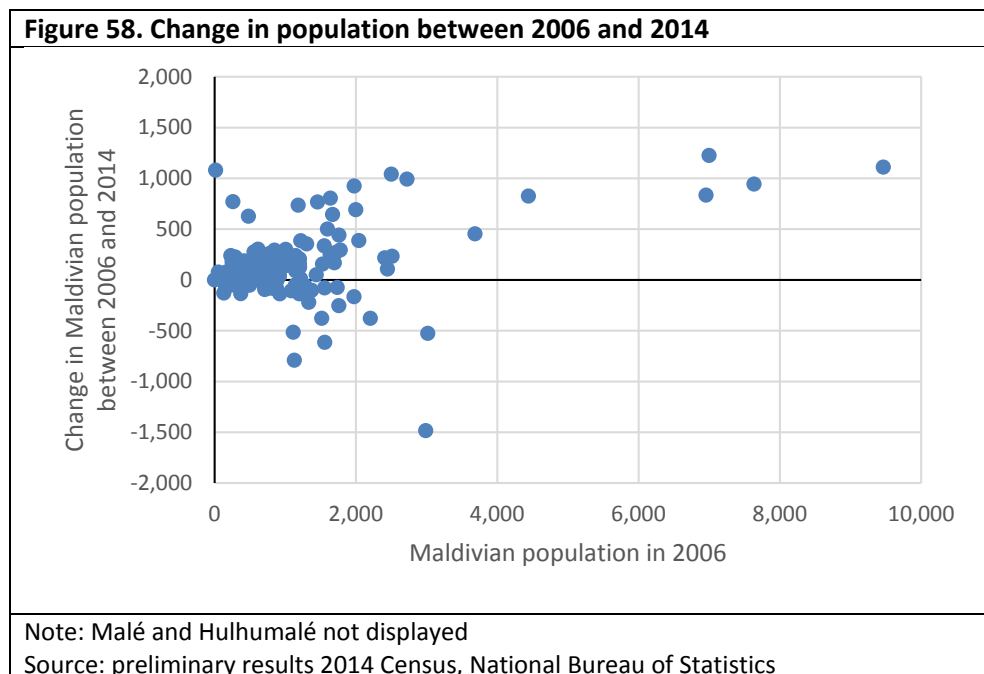 Figure 58. Change in population between 2006 and 2014
2,000
1,500
1,000
500
0
-500
-1,000
-1,500
-2,000
Change in Maldivian population
between 2006 and 2014
0
2,000
4,000
6,000
8,000
10,000
Maldivian population in 2006
Note: Malé and Hulhumalé not displayed
Source: preliminary results 2014 Census, National Bureau of Statistics